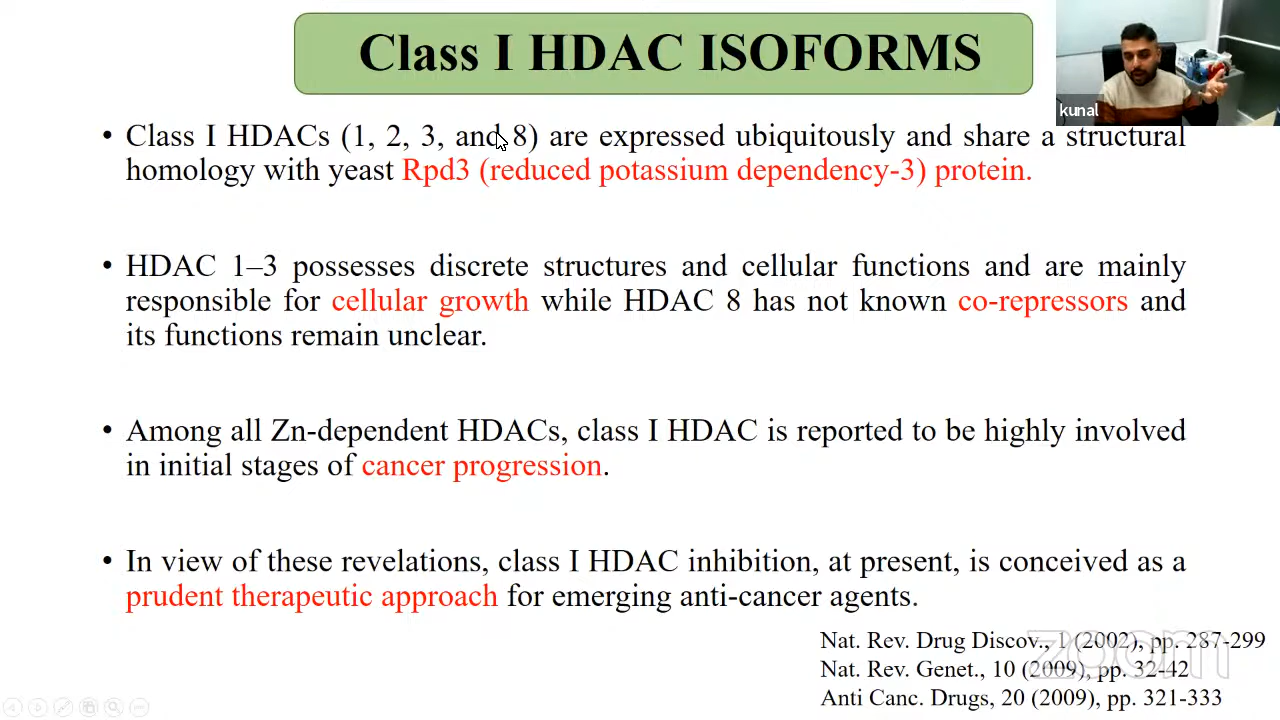 Class I HDAC ISOFORMS
kunal
• Class I HDACs (1, 2, 3, and 8) are expressed ubiquitously and share a structural
homology with yeast Rpd3 (reduced potassium dependency-3) protein.
• HDAC 1–3 possesses discrete structures and cellular functions and are mainly
responsible for cellular growth while HDAC 8 has not known co-repressors and
its functions remain unclear.
• Among all Zn-dependent HDACs, class I HDAC is reported to be highly involved
in initial stages of cancer progression.
• In view of these revelations, class I HDAC inhibition, at present, is conceived as a
prudent therapeutic approach for emerging anti-cancer agents.
Nat. Rev. Drug Discov., 1 (2002), pp. 287-299
Nat. Rev. Genet., 10 (2009), pp. 32-42
Anti Canc. Drugs, 20 (2009), pp. 321-333
zoom